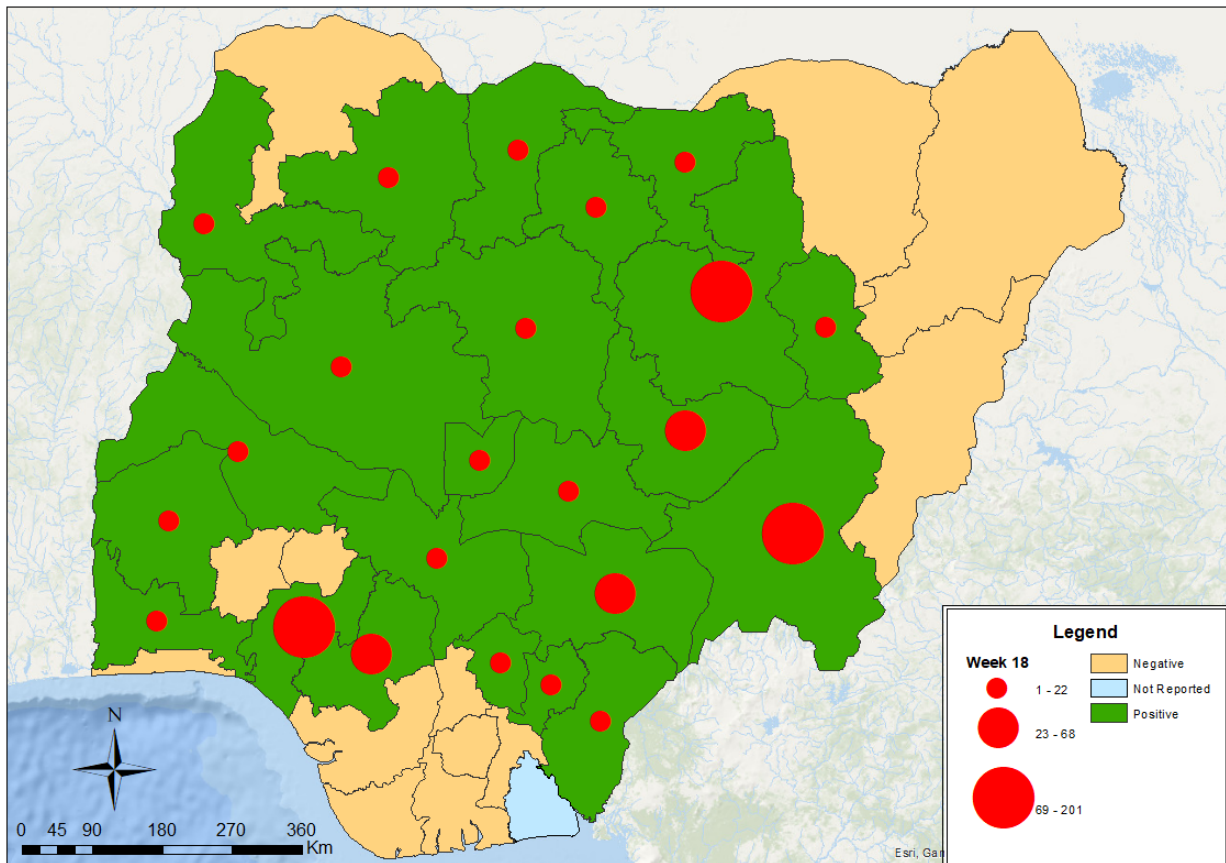 N
0 45 90 180 270 360
Km
Legend
Week 18
1 - 22
23 - 68
69 - 201
Negative
Not Reported
Positive
Esri, Gar